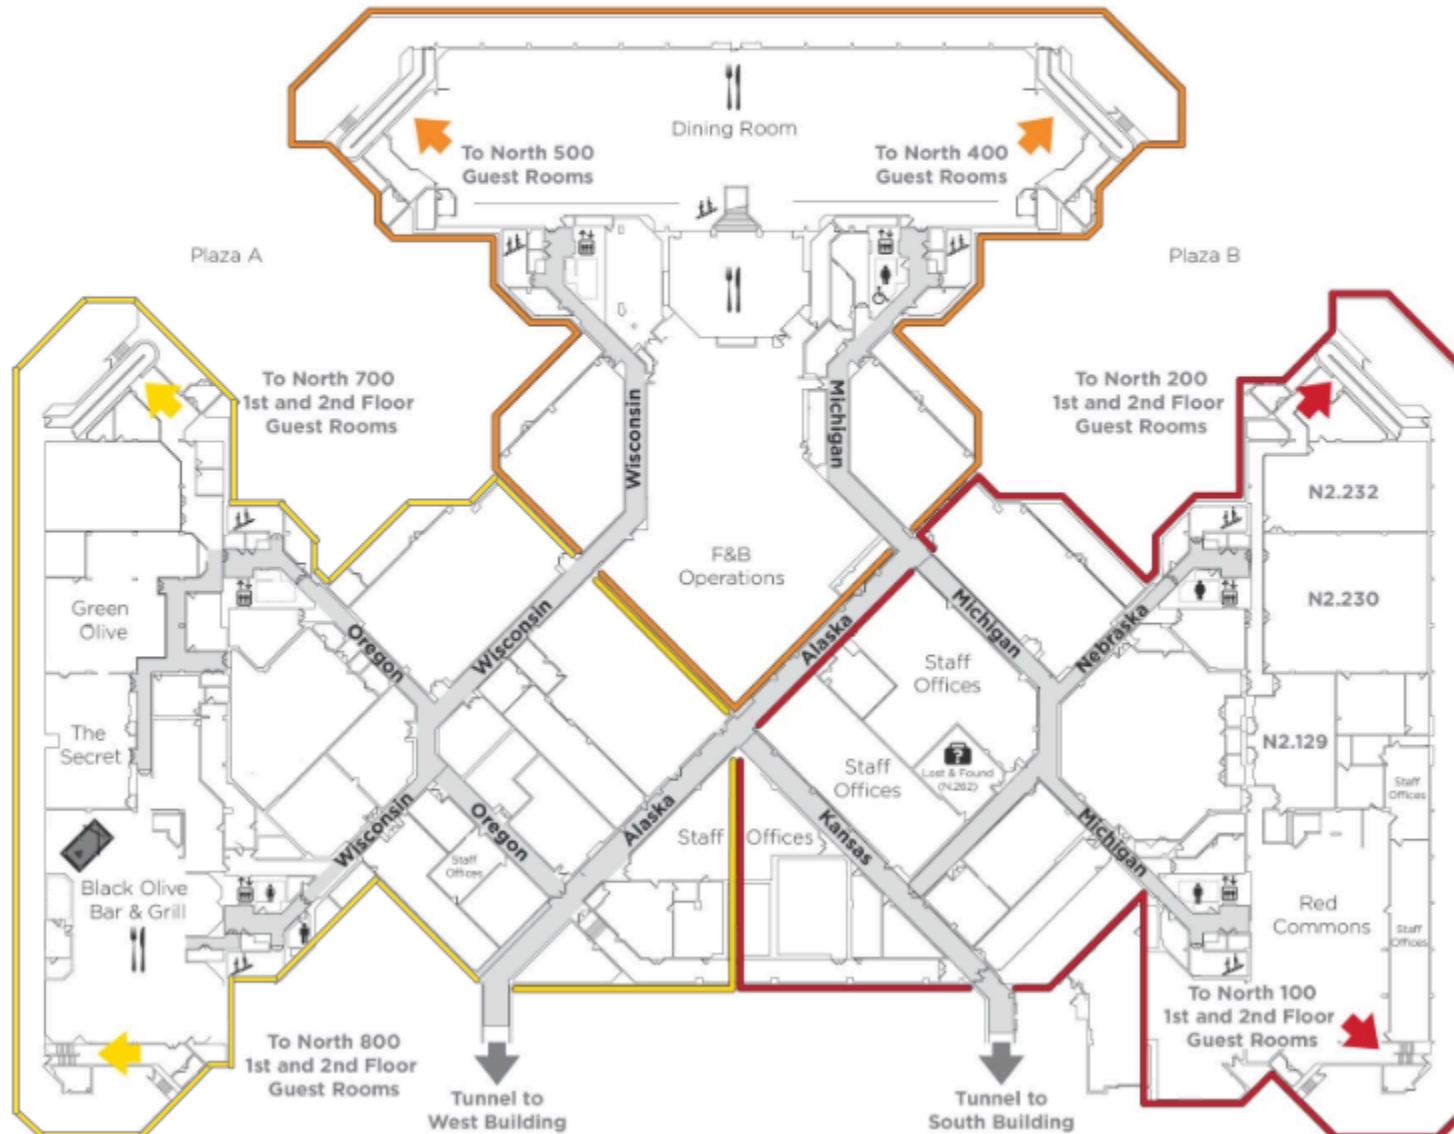 Dining Room
To North 500
Guest Rooms
To North 400
Guest Rooms
Plaza A
Plaza B
To North 700
1st and 2nd Floor
Guest Rooms
Wisconsin
Michigan
To North 200
1st and 2nd Floor
Guest Rooms
N2.232
F&B
Operations
N2.230
Green
Olive
Oregon
Wisconsin
Alaska
Michigan
Nebraska
Staff
Offices
The
Secret
N2.129
Staff
Offices
?
Lost & Found
(N.262)
Staff
Offices
Wisconsin
Oregon
Alaska
Staff
Offices
Kansas
Michigan
Staff
Offices
Black Olive
Bar & Grill
Red
Commons
Staff
Offices
To North 100
1st and 2nd Floor
Guest Rooms
To North 800
1st and 2nd Floor
Guest Rooms
Tunnel to
West Building
Tunnel to
South Building